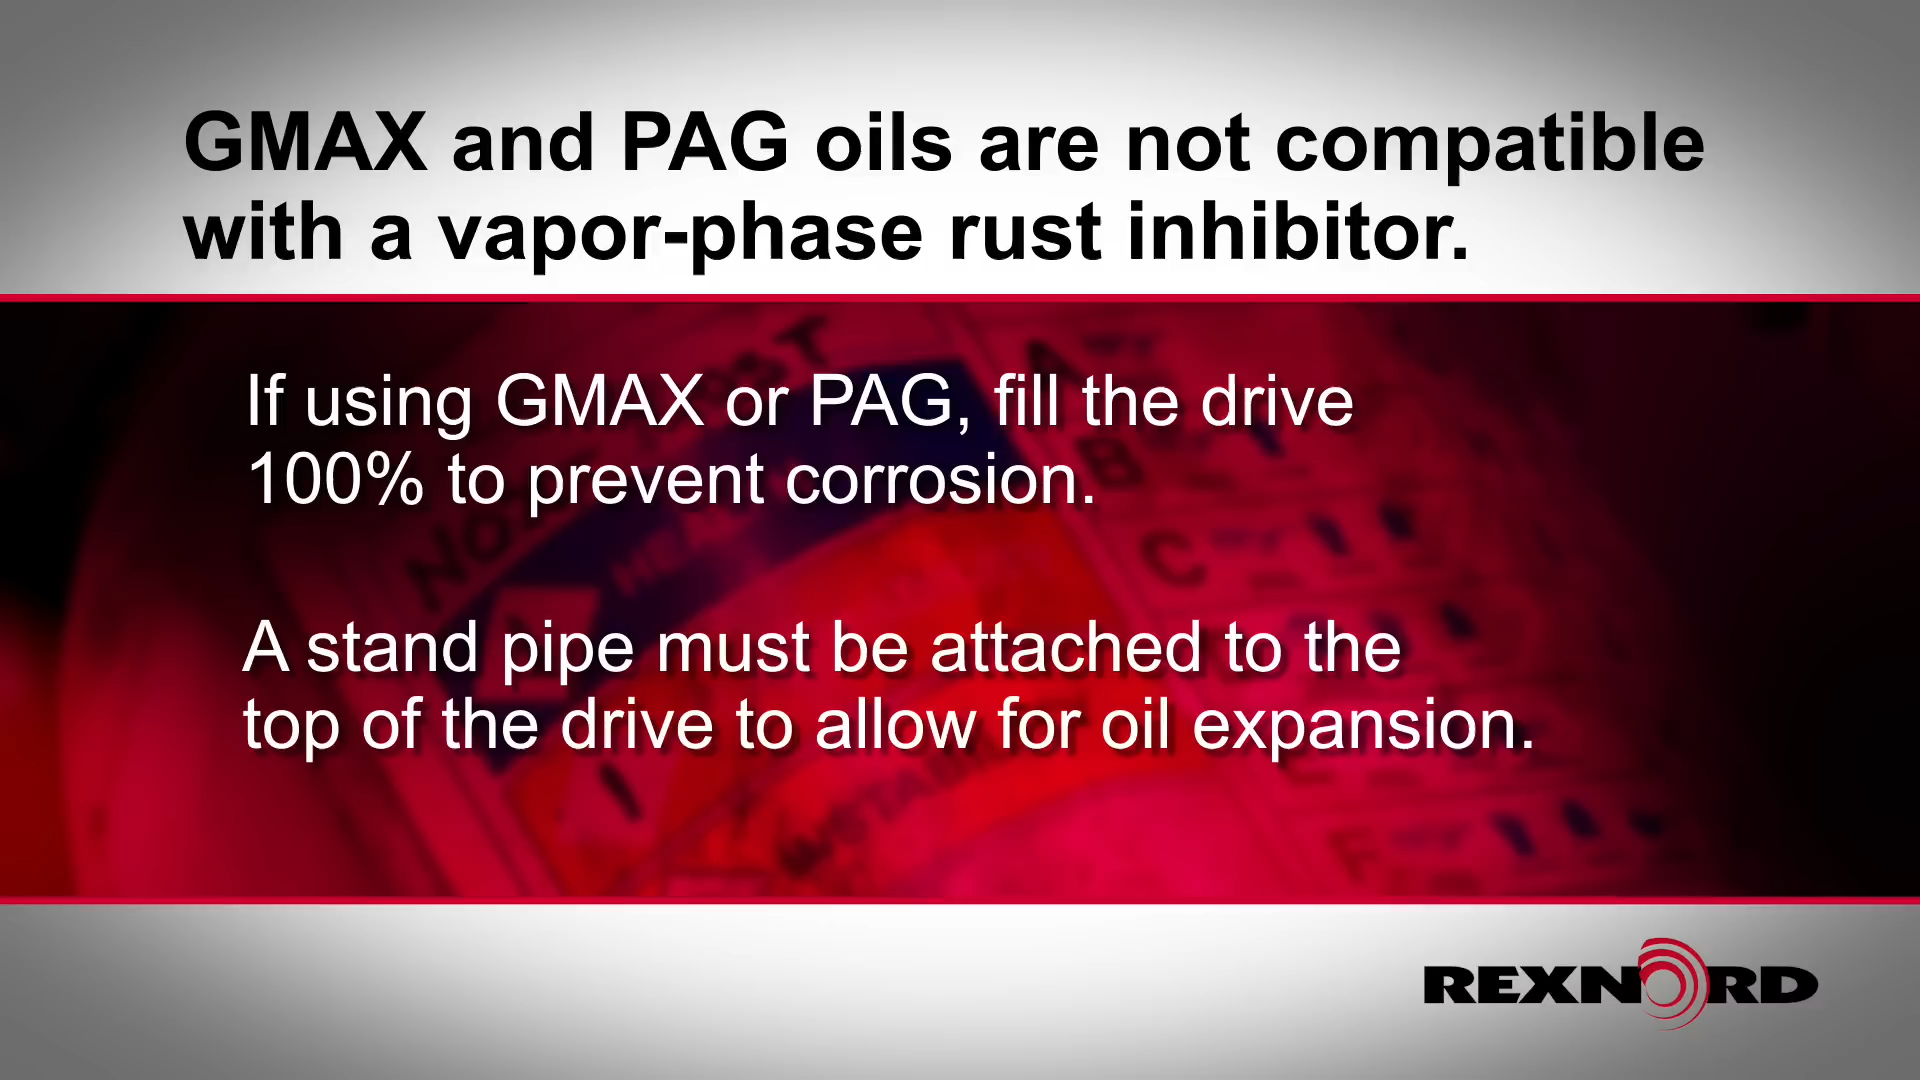 GMAX and PAG oils are not compatible
with a vapor-phase rust inhibitor.
If using GMAX or PAG, fill the drive
100% to prevent corrosion.
A stand pipe must be attached to the
top of the drive to allow for oil expansion.
A
B
C
F
REXNORD